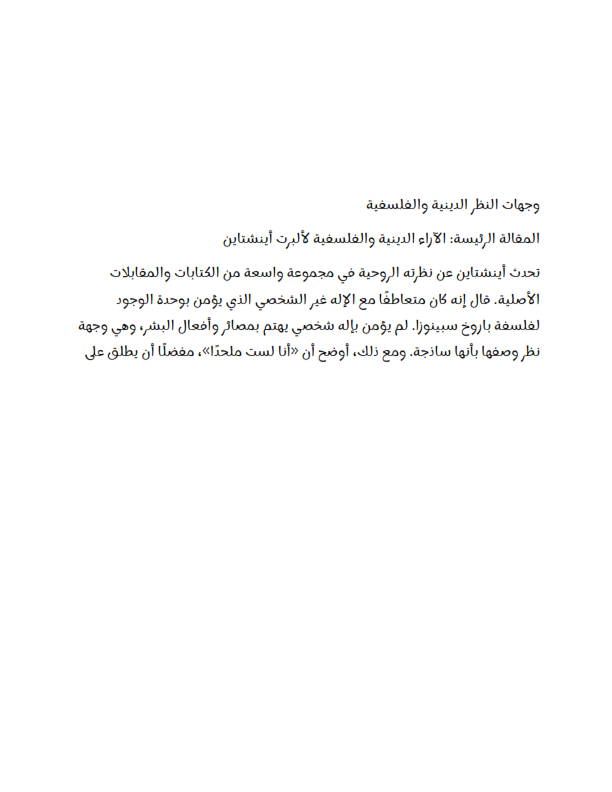 وجهات النظر الدينية والفلسفية
المقالة الرئيسة: الآراء الدينية والفلسفية لألبرت أينشتاين
تحدث أينشتاين عن نظرته الروحية في مجموعة واسعة من الكتابات والمقابلات
الأصلية. قال إنه كان متعاطفًا مع الإله غير الشخصي الذي يؤمن بوحدة الوجود
لفلسفة باروخ سبينوزا. لم يؤمن بإله شخصي يهتم بمصائر وأفعال البشر، وهي وجهة
نظر وصفها بأنها ساذجة. ومع ذلك، أوضح أن «أنا لست ملحدًا»، مفضلًا أن يطلق على